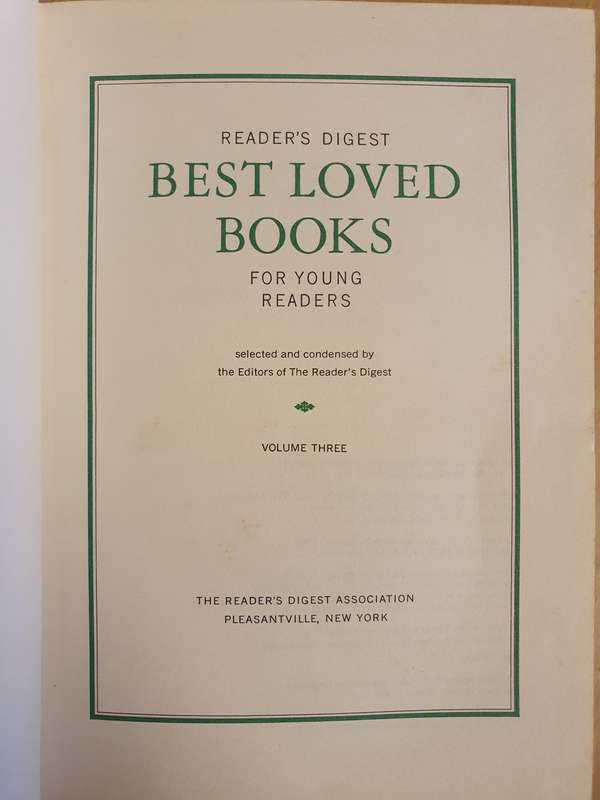 READER'S DIGEST
BEST LOVED
BOOKS
FOR YOUNG
READERS
selected and condensed by
the Editors of The Reader's Digest
VOLUME THREE
THE READER'S DIGEST ASSOCIATION
PLEASANTVILLE, NEW YORK